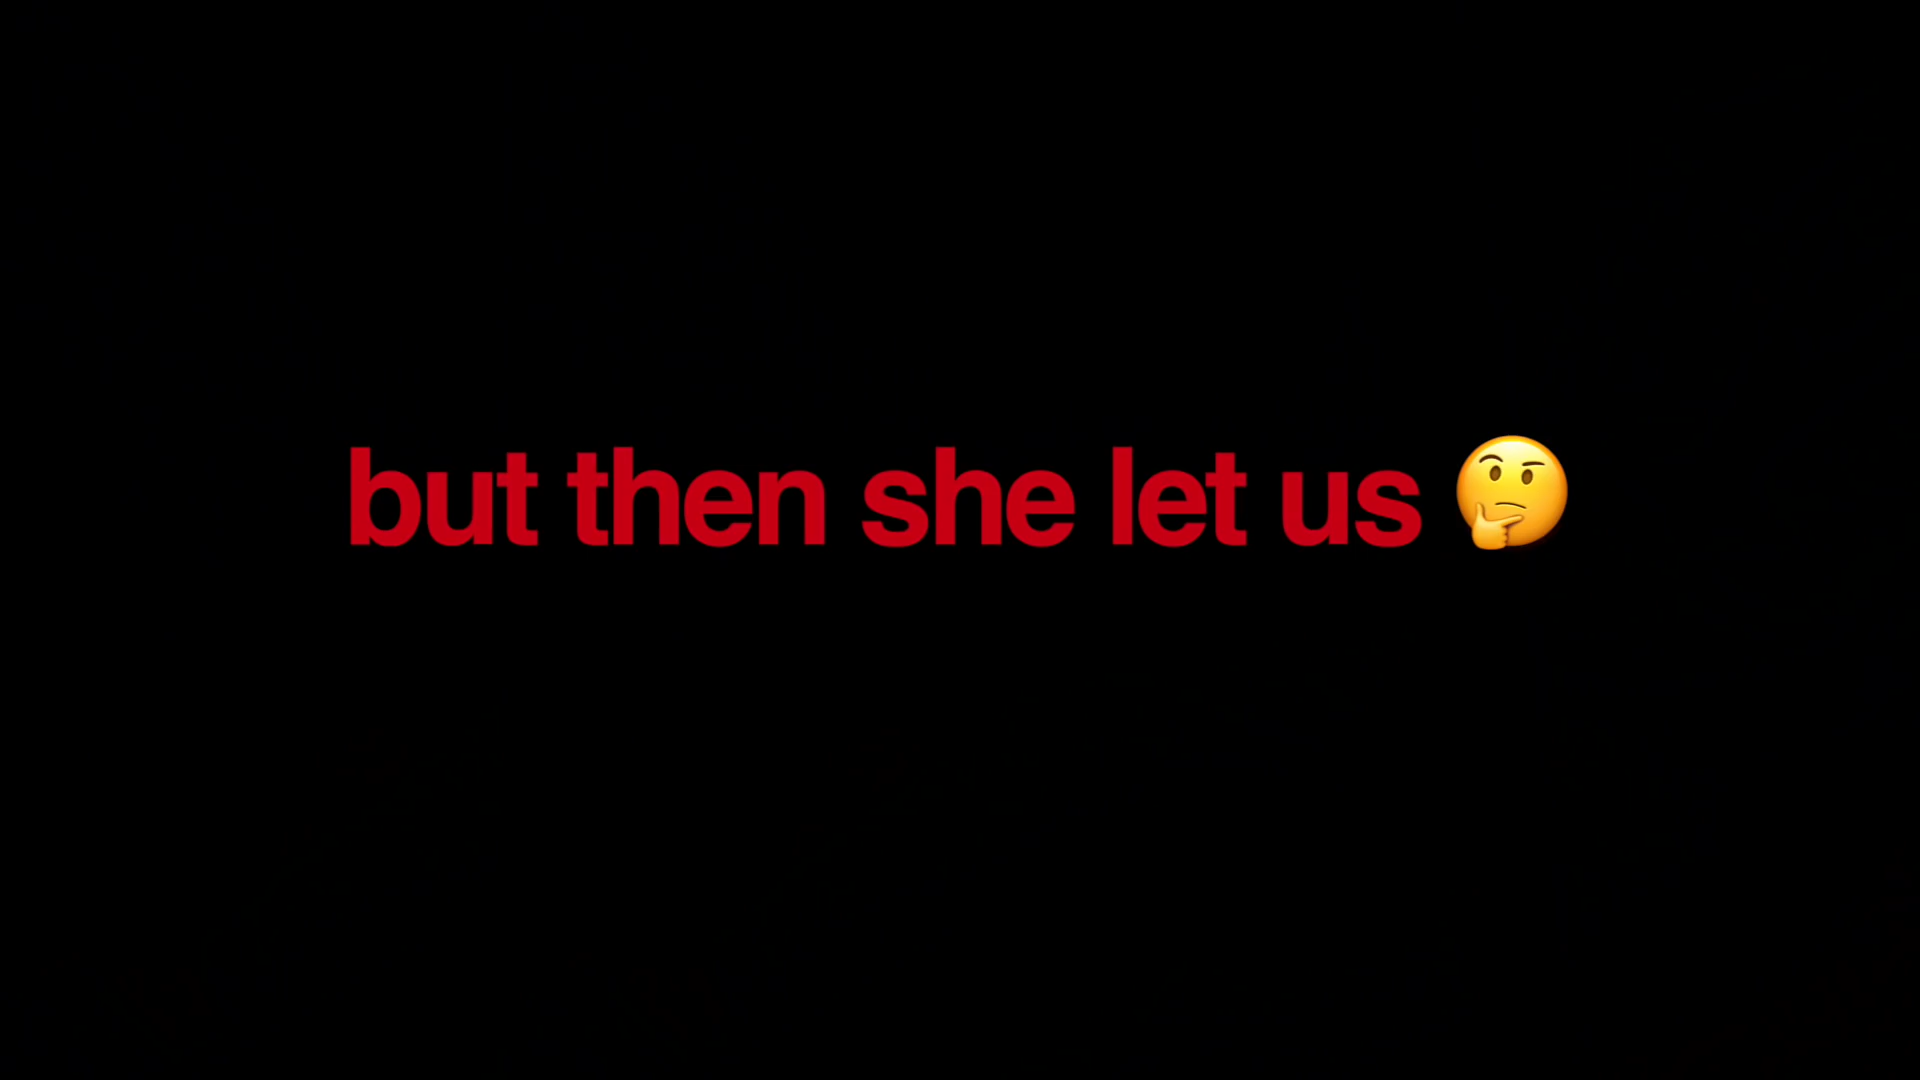 but then she let us 🤔